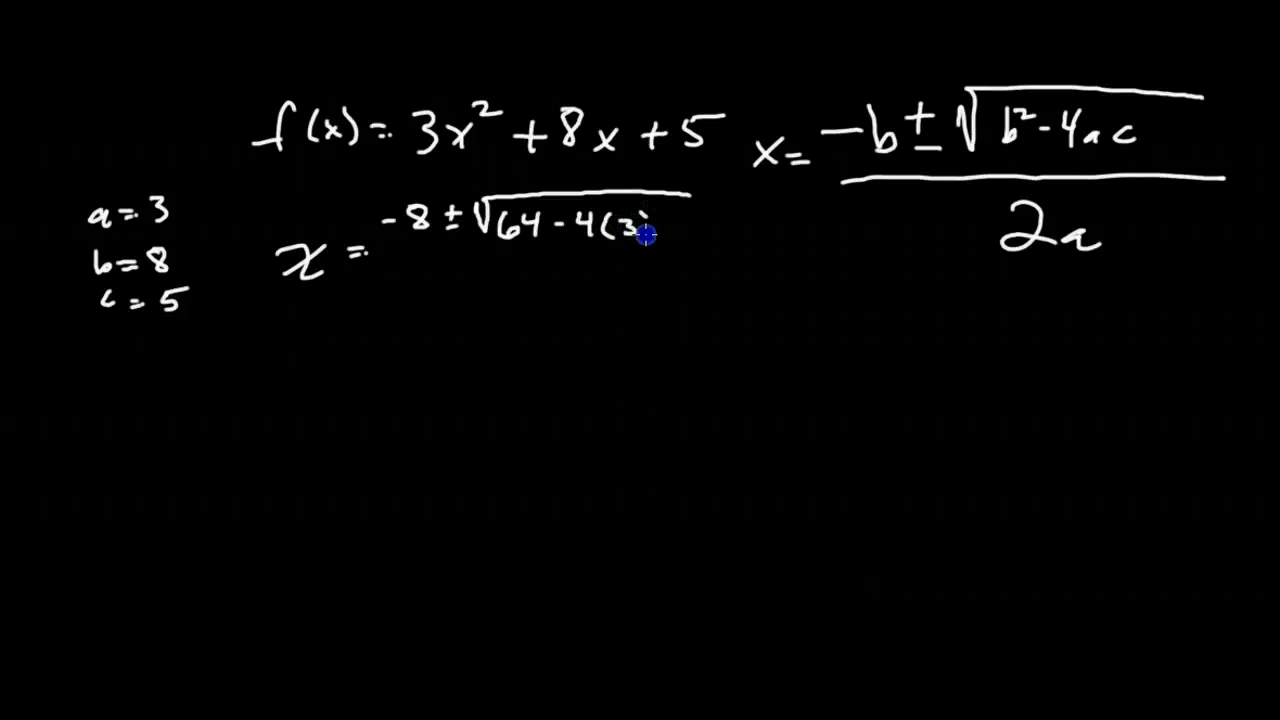 f(x) = 3x² + 8x + 5
x = -b ± √(b² - 4ac) / 2a
a = 3
b = 8
c = 5
x = -8 ± √64 - 4(3)